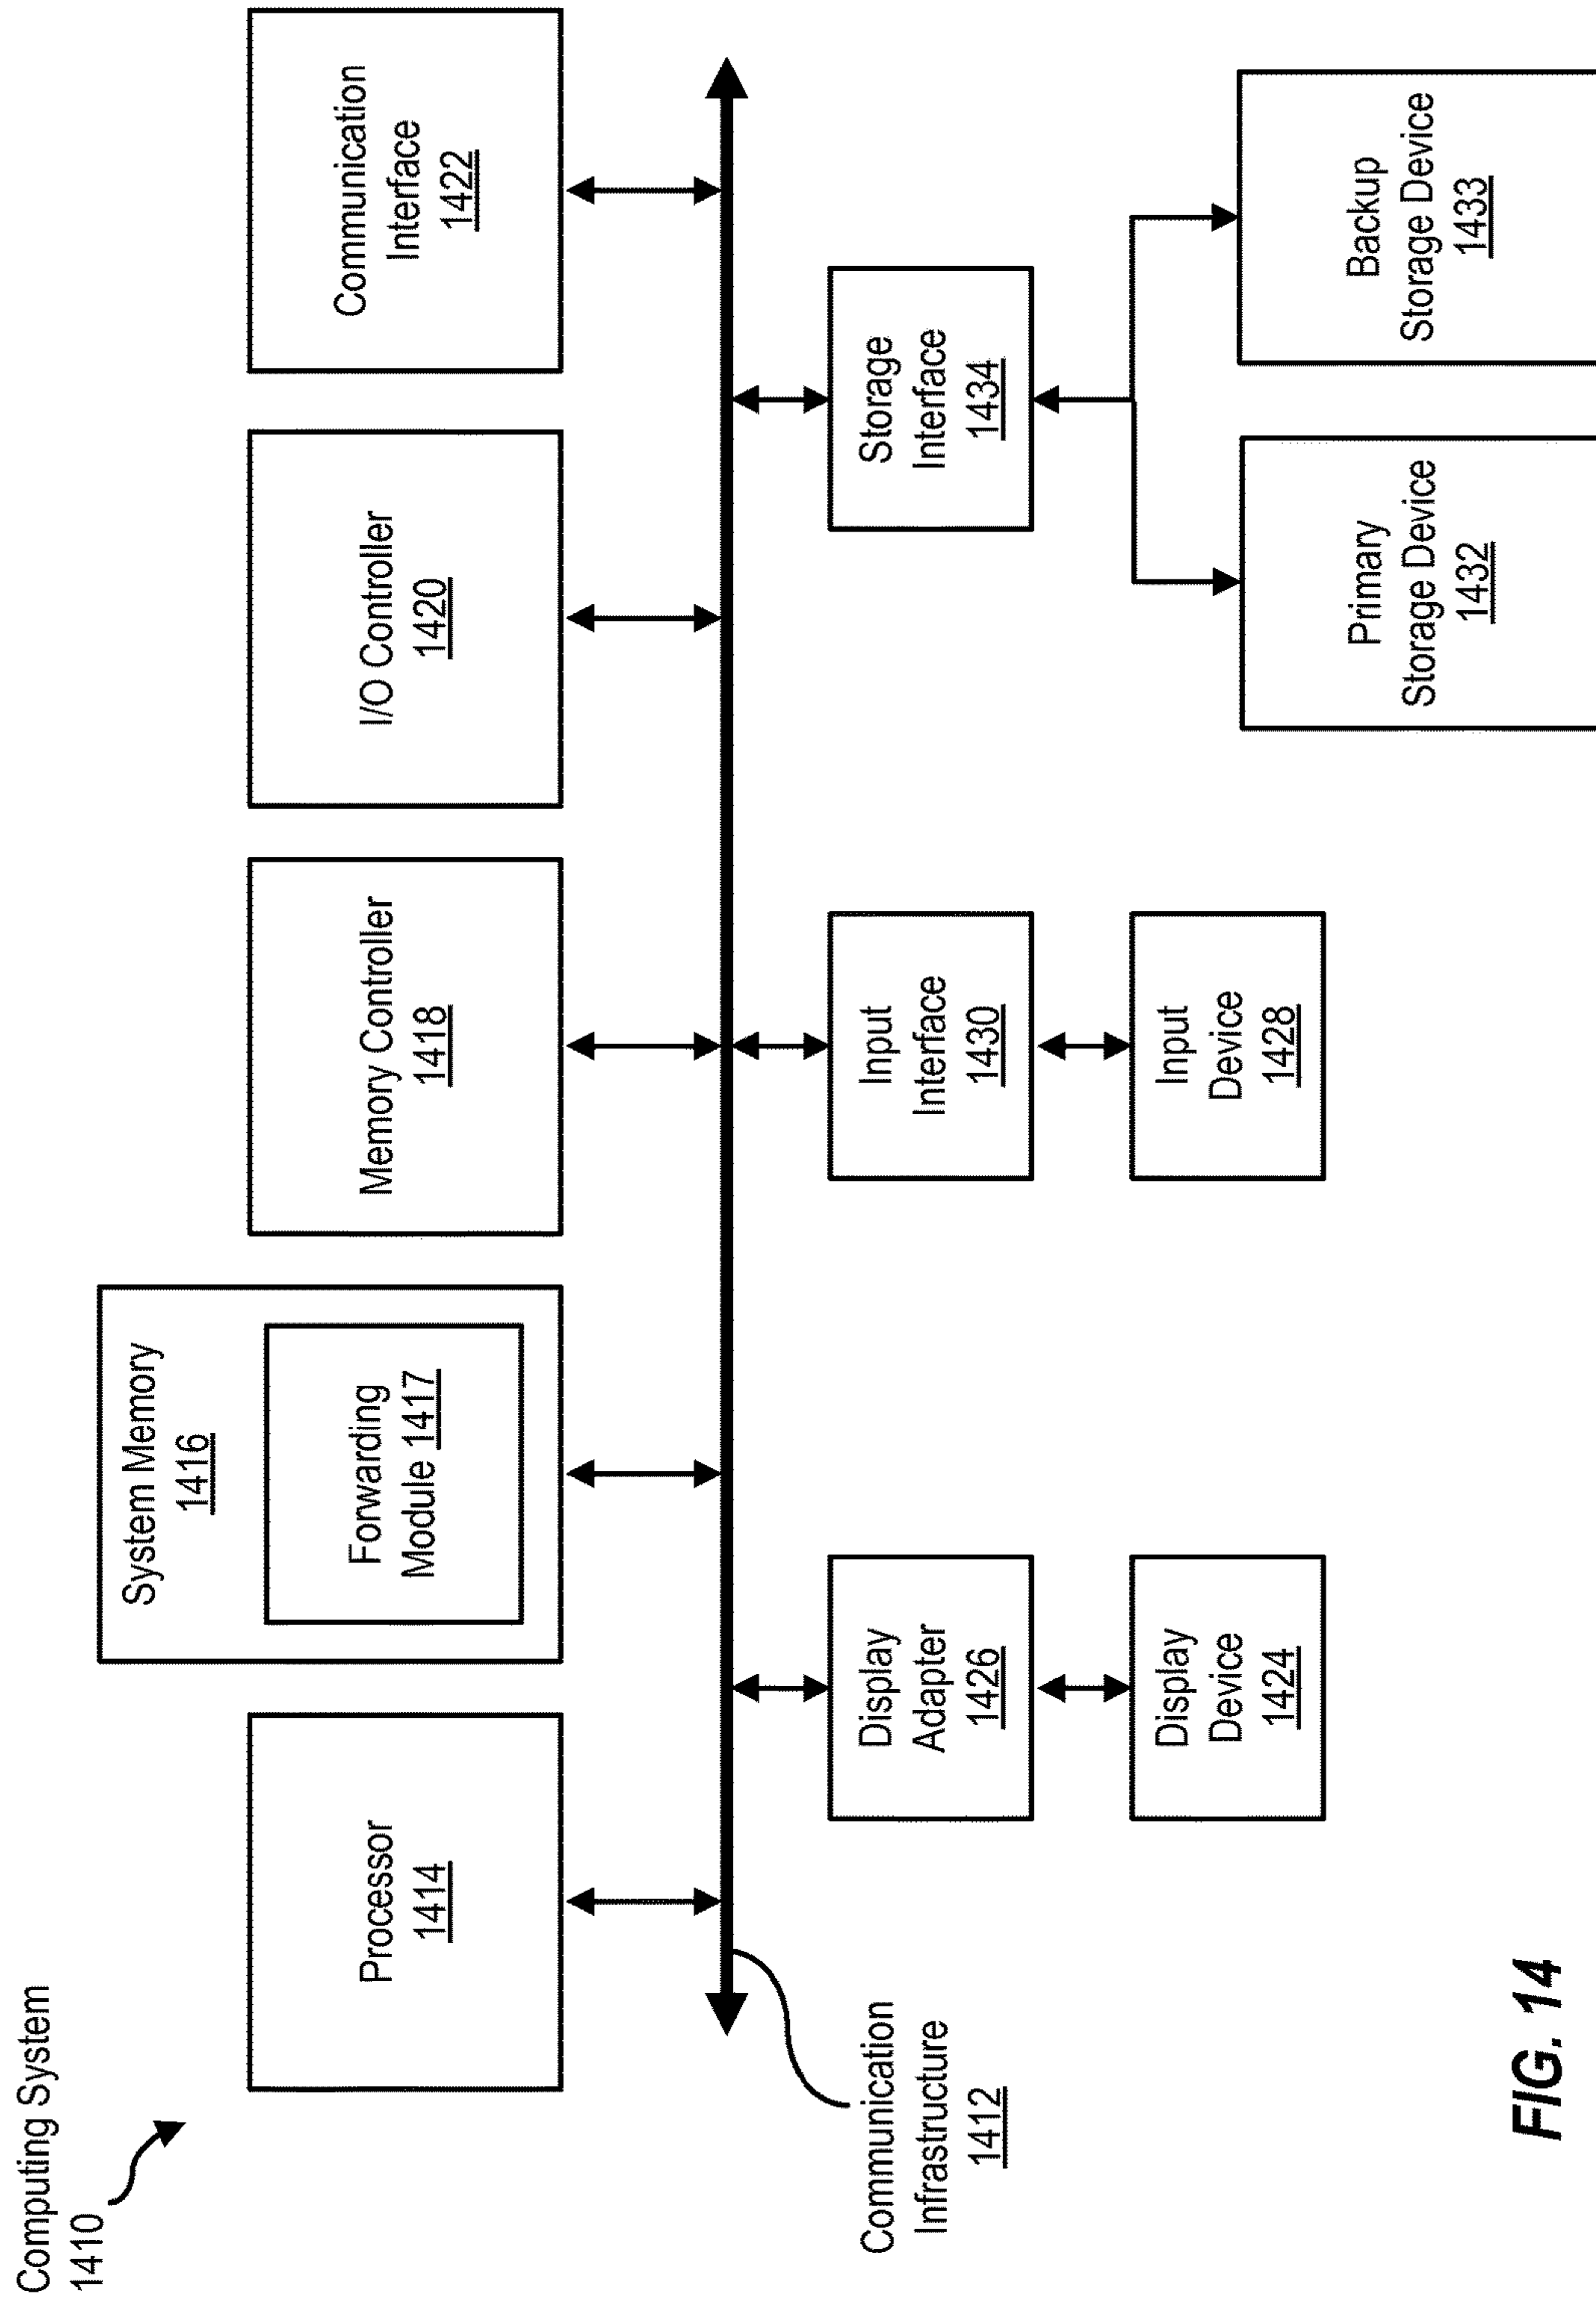 Computing System
1410
Processor
1414
System Memory
1416
Forwarding
Module 1417
Memory Controller
1418
I/O Controller
1420
Communication
Interface
1422
Communication
Infrastructure
1412
Display
Adapter
1426
Input
Interface
1430
Storage
Interface
1434
Display
Device
1424
Input
Device
1428
Primary
Storage Device
1432
Backup
Storage Device
1433
FIG. 14